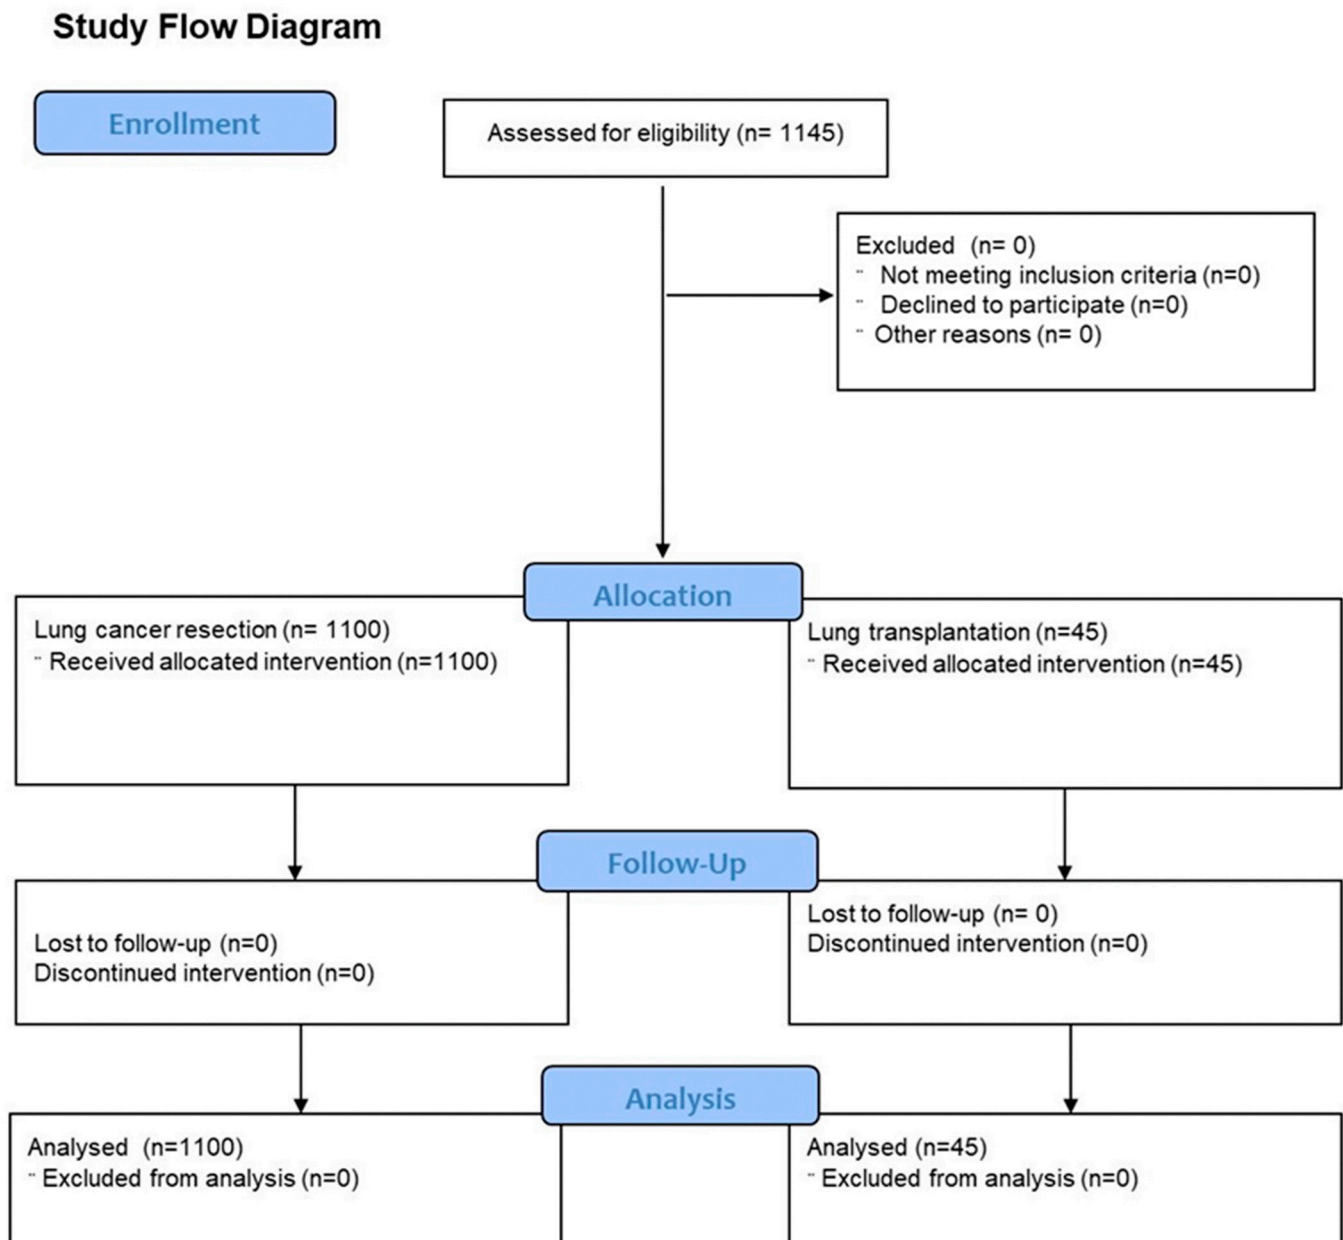 Study Flow Diagram
Enrollment
Assessed for eligibility (n= 1145)
Excluded (n= 0)
¨ Not meeting inclusion criteria (n=0)
¨ Declined to participate (n=0)
¨ Other reasons (n= 0)
Allocation
Lung cancer resection (n= 1100)
¨ Received allocated intervention (n=1100)
Lung transplantation (n=45)
¨ Received allocated intervention (n=45)
Follow-Up
Lost to follow-up (n=0)
Discontinued intervention (n=0)
Lost to follow-up (n= 0)
Discontinued intervention (n=0)
Analysis
Analysed (n=1100)
¨ Excluded from analysis (n=0)
Analysed (n=45)
¨ Excluded from analysis (n=0)